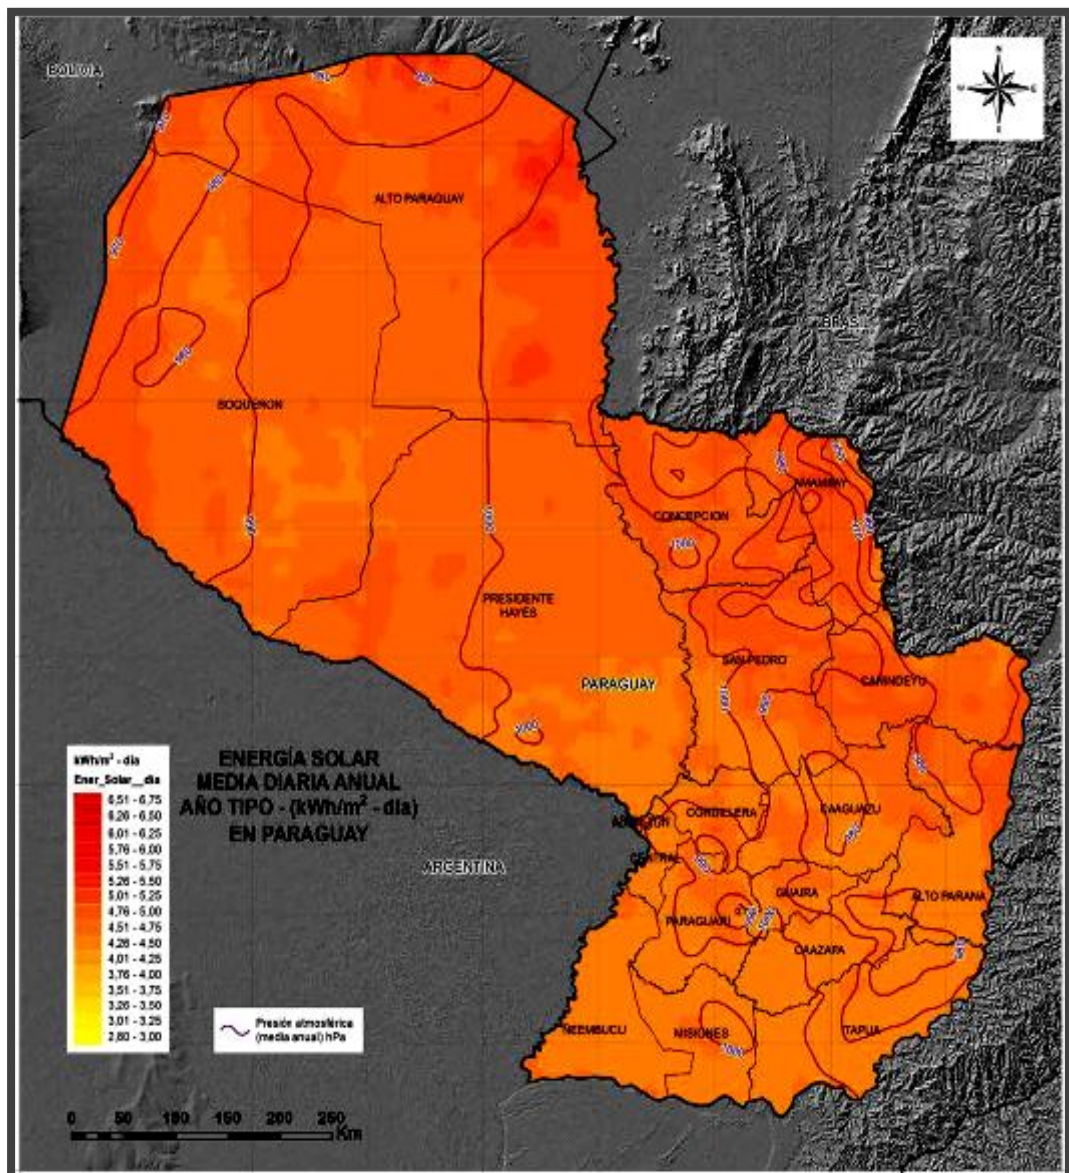 BOLIVIA
N
ALTO PARAGUAY
BRASIL
BOQUERON
AMAMBAY
CONCEPCION
1000
PRESIDENTE
HAYES
SAN PEDRO
CANINDEYU
PARAGUAY
1000
kWh/m² - día
Ener_Solar__dia
6,51 - 6,75
6,26 - 6,50
6,01 - 6,25
5,76 - 6,00
5,51 - 5,75
5,26 - 5,50
5,01 - 5,25
4,76 - 5,00
4,51 - 4,75
4,26 - 4,50
4,01 - 4,25
3,76 - 4,00
3,51 - 3,75
3,26 - 3,50
3,01 - 3,25
2,80 - 3,00
ENERGÍA SOLAR
MEDIA DIARIA ANUAL
AÑO TIPO - (kWh/m² - día)
EN PARAGUAY
CORDILLERA
CAAGUAZU
ARGENTINA
CENTRAL
GUAIRA
ALTO PARANA
PARAGUARI
CAAZAPA
Presión atmosférica
(media anual) hPa
ÑEEMBUCU
MISIONES
TAPUA
1000
0 50 100 150 200 250
Km